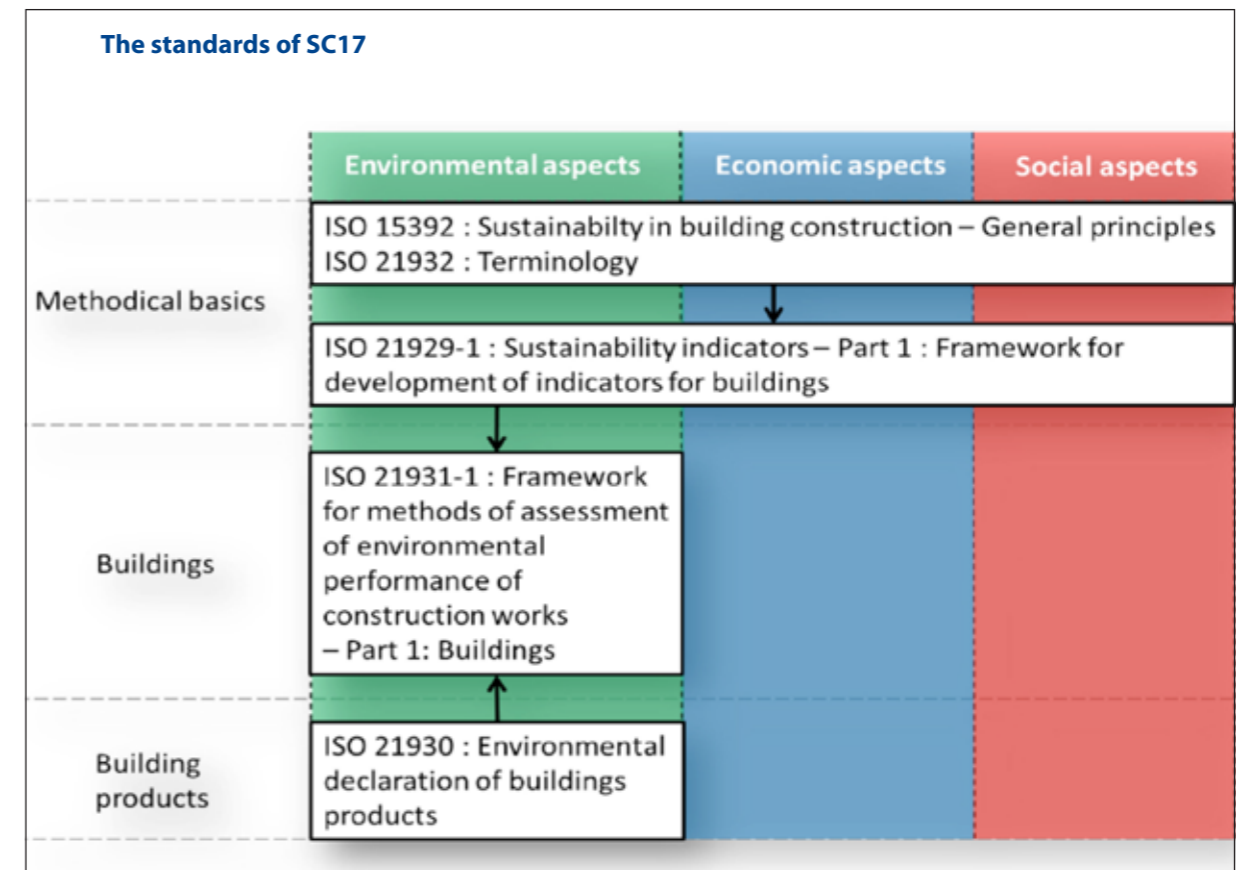 The standards of SC17
Environmental aspects
Economic aspects
Social aspects
Methodical basics
ISO 15392 : Sustainabilty in building construction – General principles
ISO 21932 : Terminology
ISO 21929-1 : Sustainability indicators – Part 1 : Framework for
development of indicators for buildings
Buildings
ISO 21931-1 : Framework
for methods of assessment
of environmental
performance of
construction works
– Part 1: Buildings
Building
products
ISO 21930 : Environmental
declaration of buildings
products